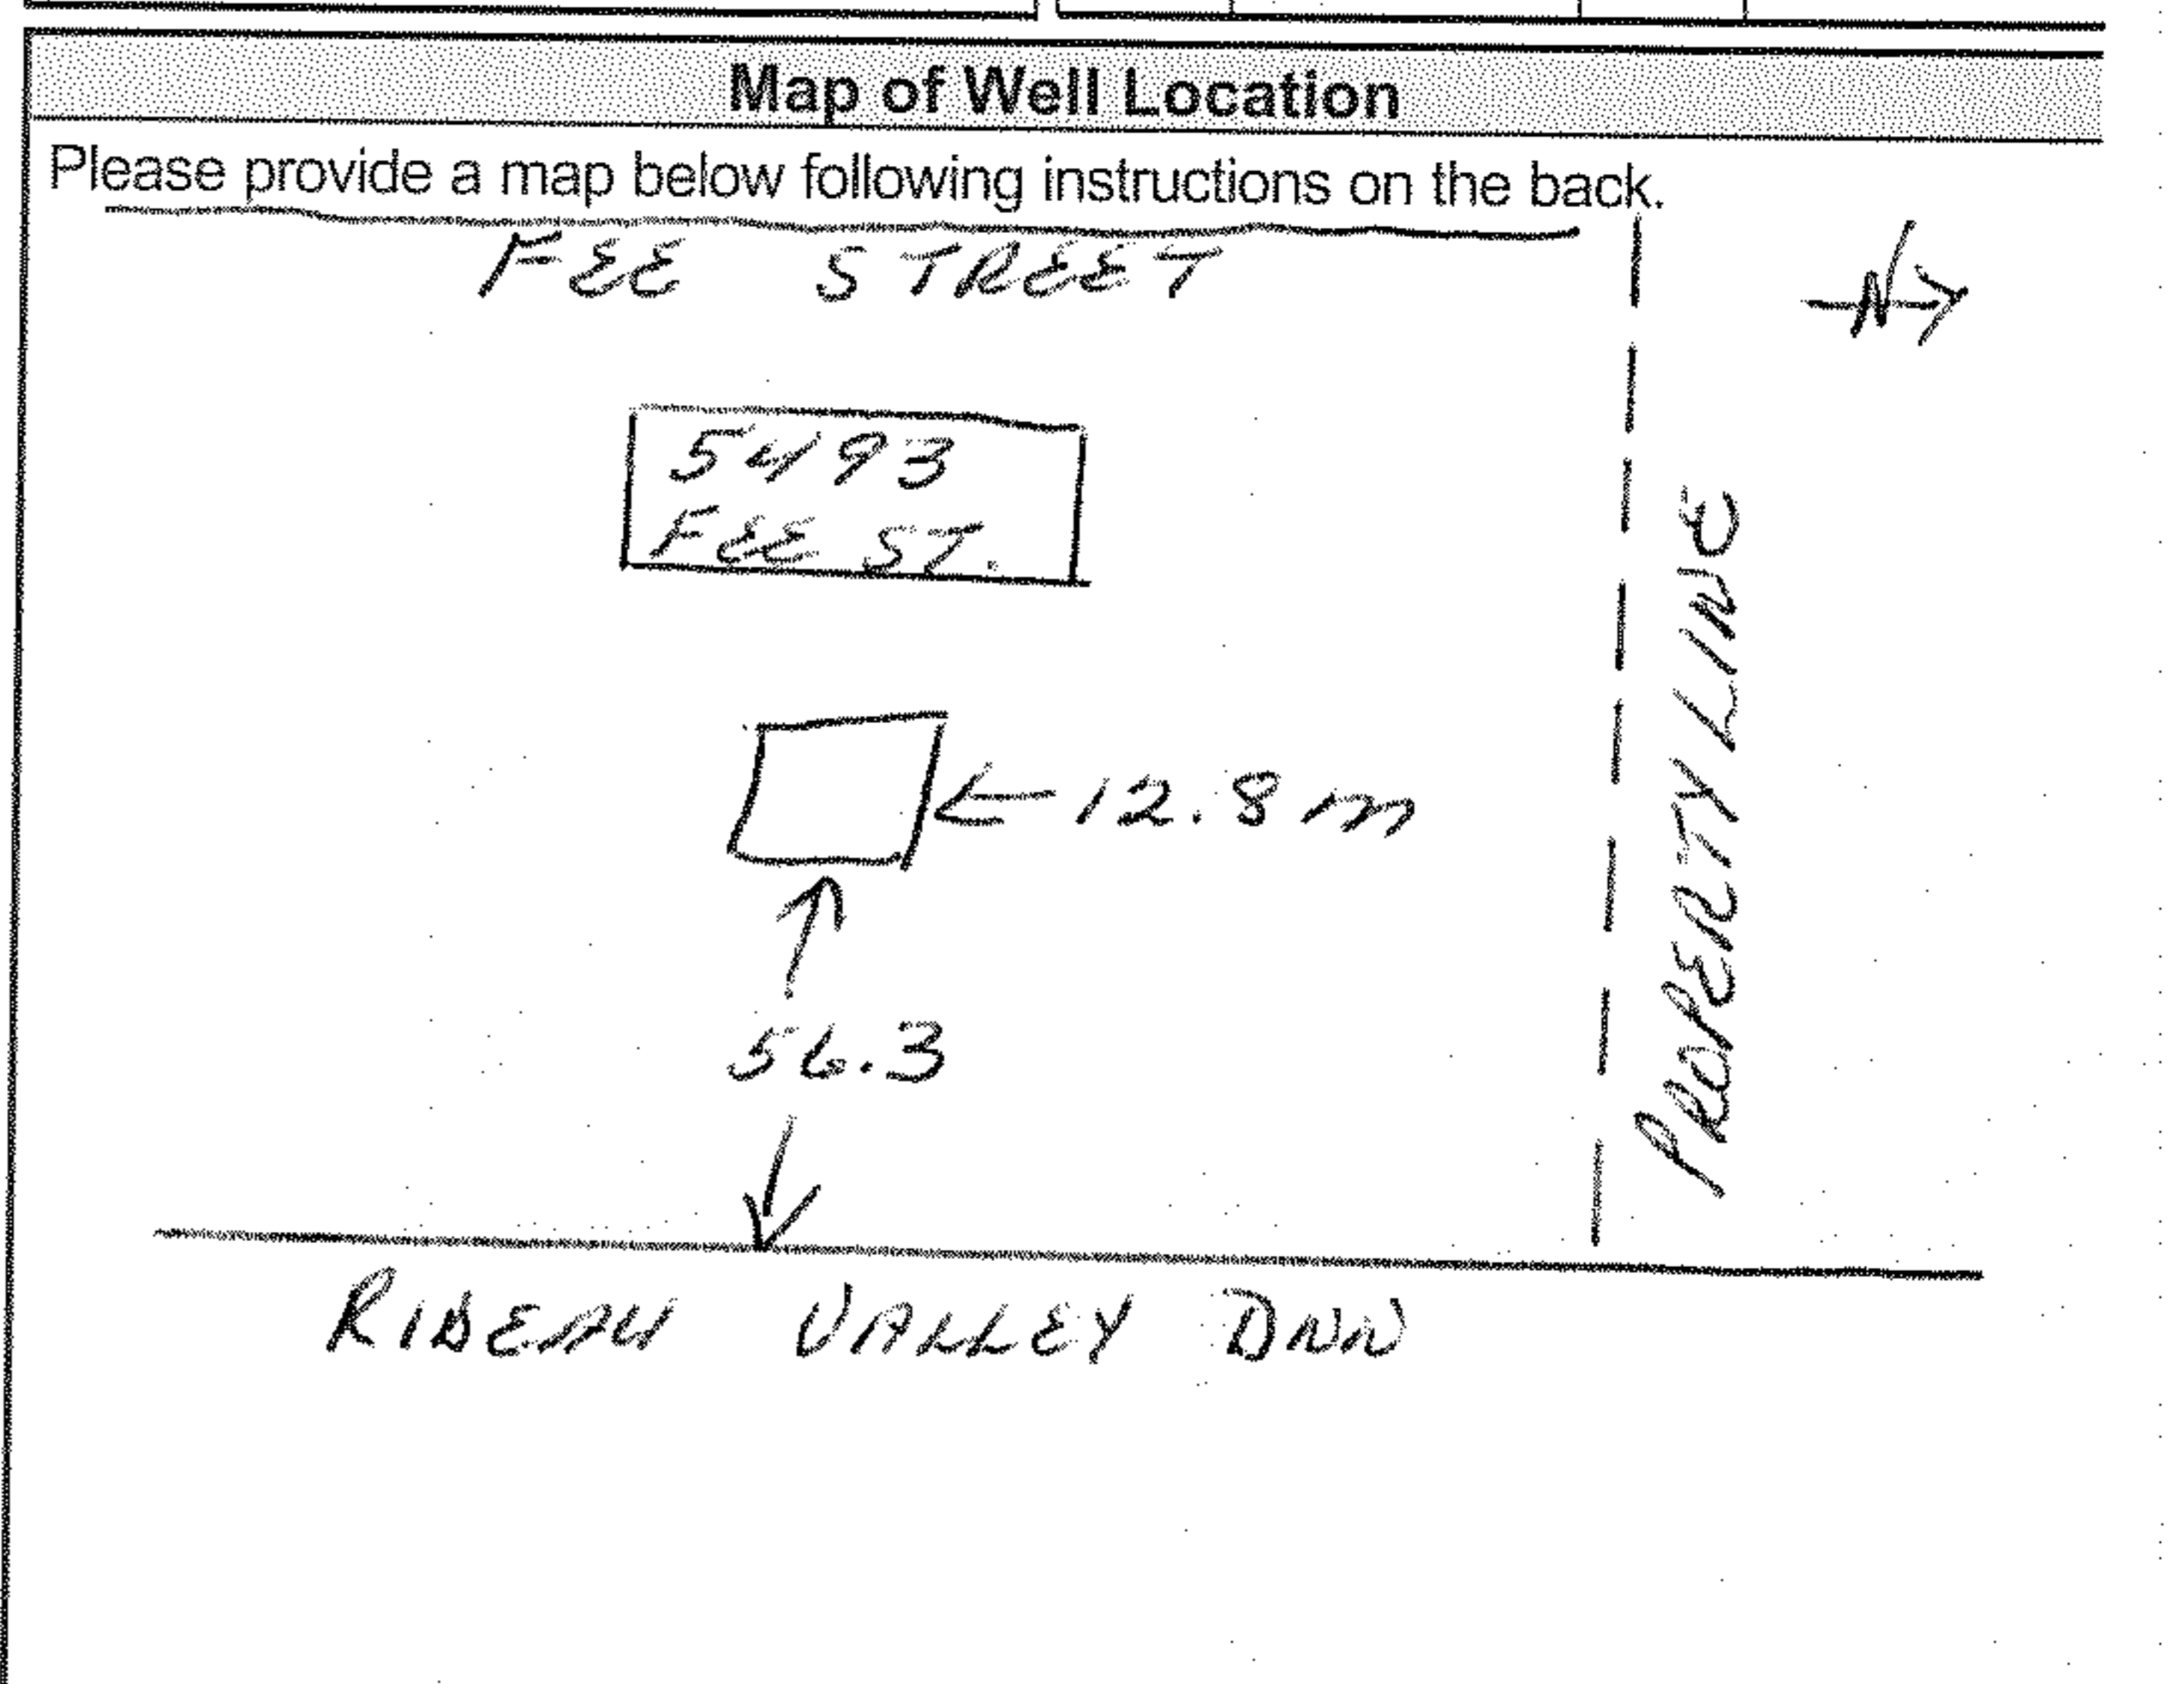 Map of Well Location
Please provide a map below following instructions on the back.
FEE STREET
N
5493
FEE ST.
12.8 m
56.3
PROPERTY LINE
RIDEAU VALLEY